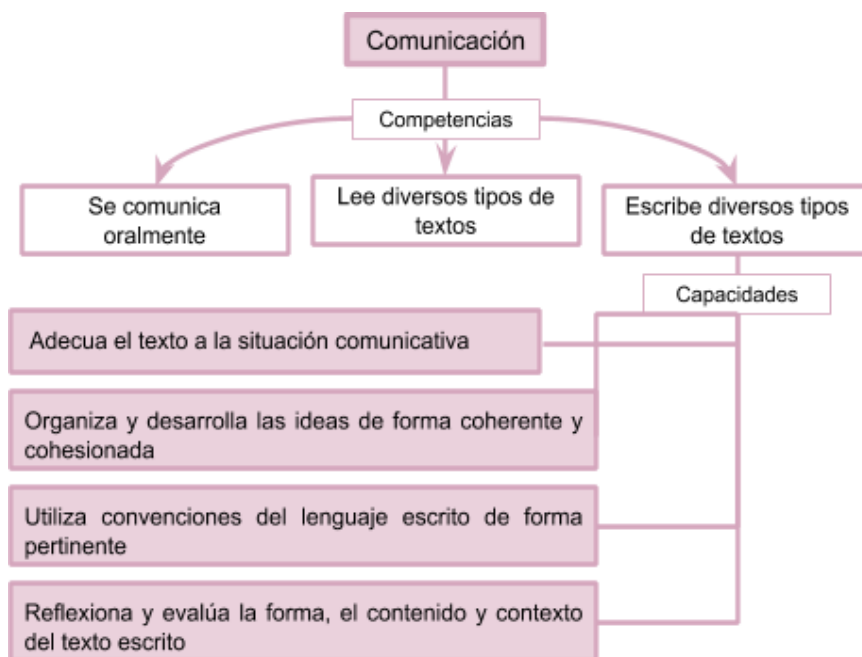 Comunicación
Competencias
Se comunica
oralmente
Lee diversos tipos de
textos
Escribe diversos tipos
de textos
Capacidades
Adecua el texto a la situación comunicativa
Organiza y desarrolla las ideas de forma coherente y
cohesionada
Utiliza convenciones del lenguaje escrito de forma
pertinente
Reflexiona y evalúa la forma, el contenido y contexto
del texto escrito